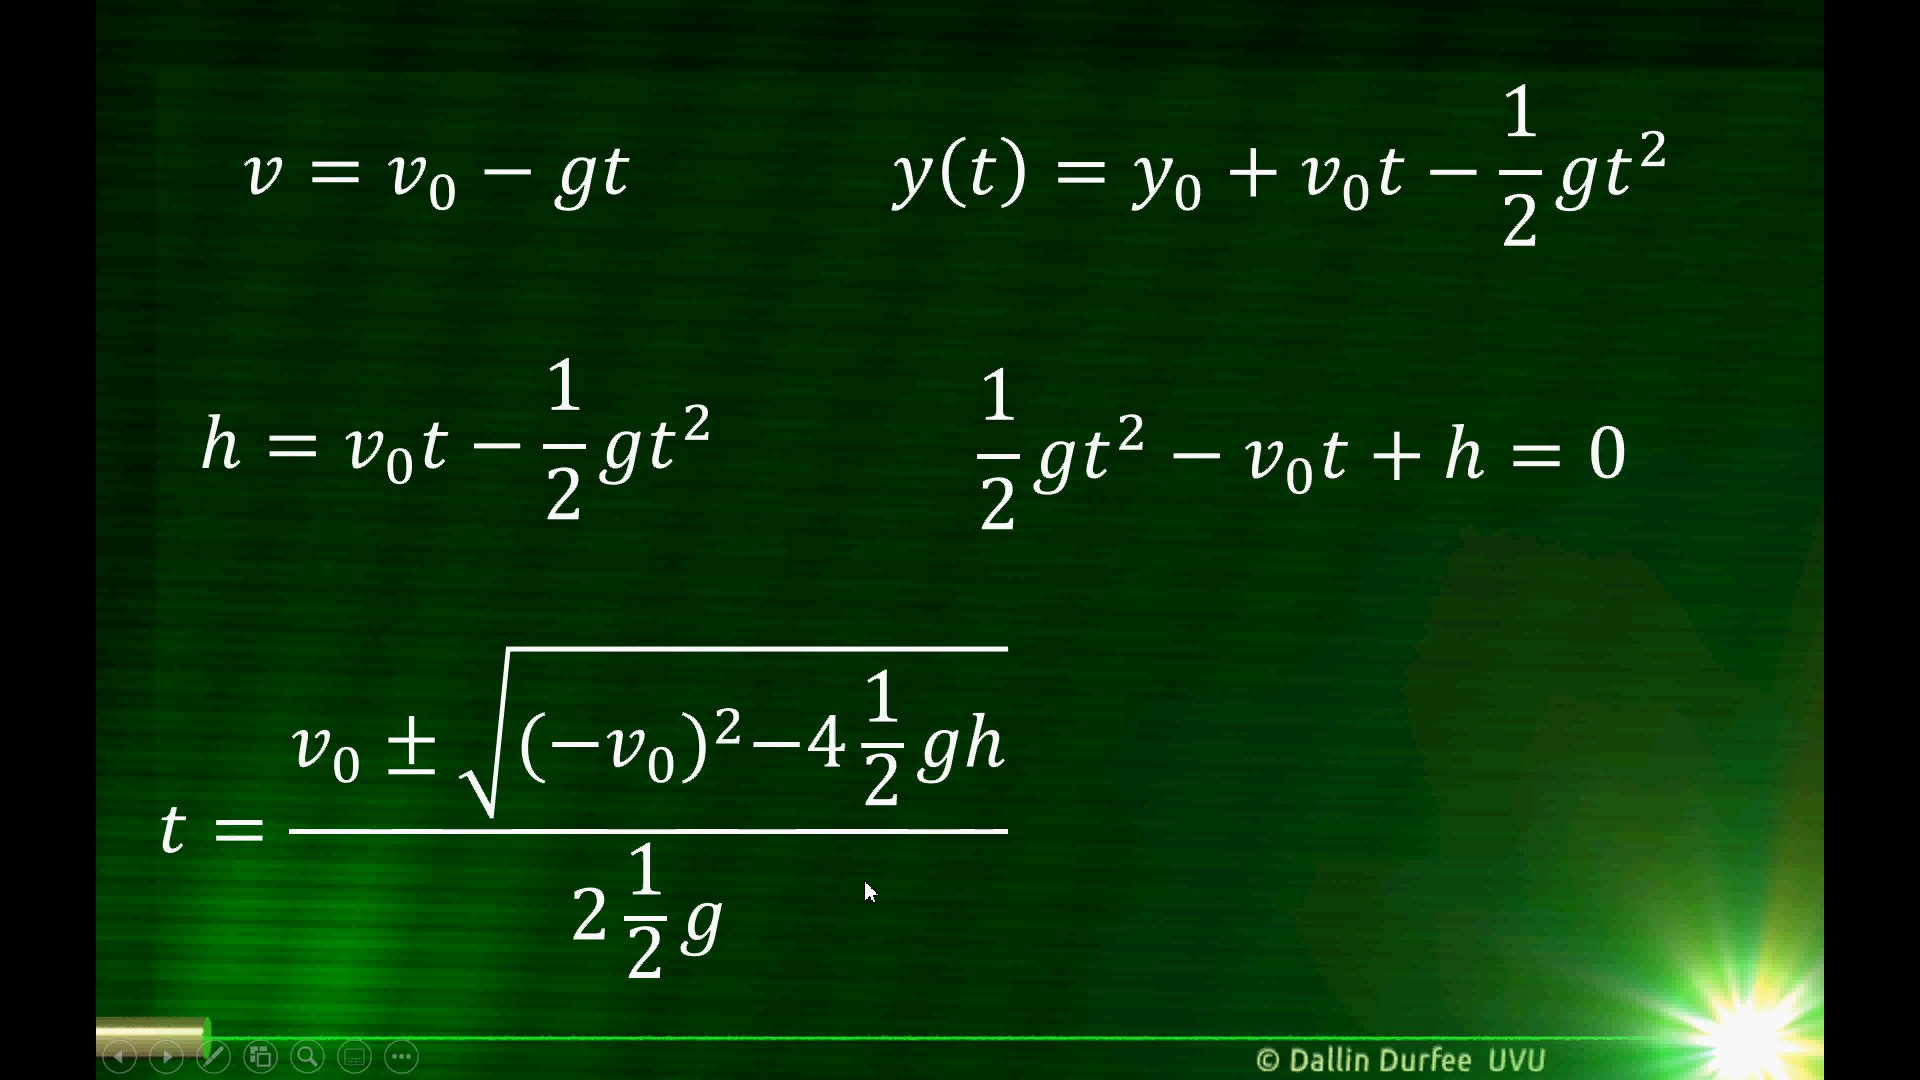 v = v₀ − gt
y(t) = y₀ + v₀t − ½gt²
h = v₀t − ½gt²
½gt² − v₀t + h = 0
t = (v₀ ± √((−v₀)² − 4 ½ gh)) / (2 ½ g)
© Dallin Durfee UVU